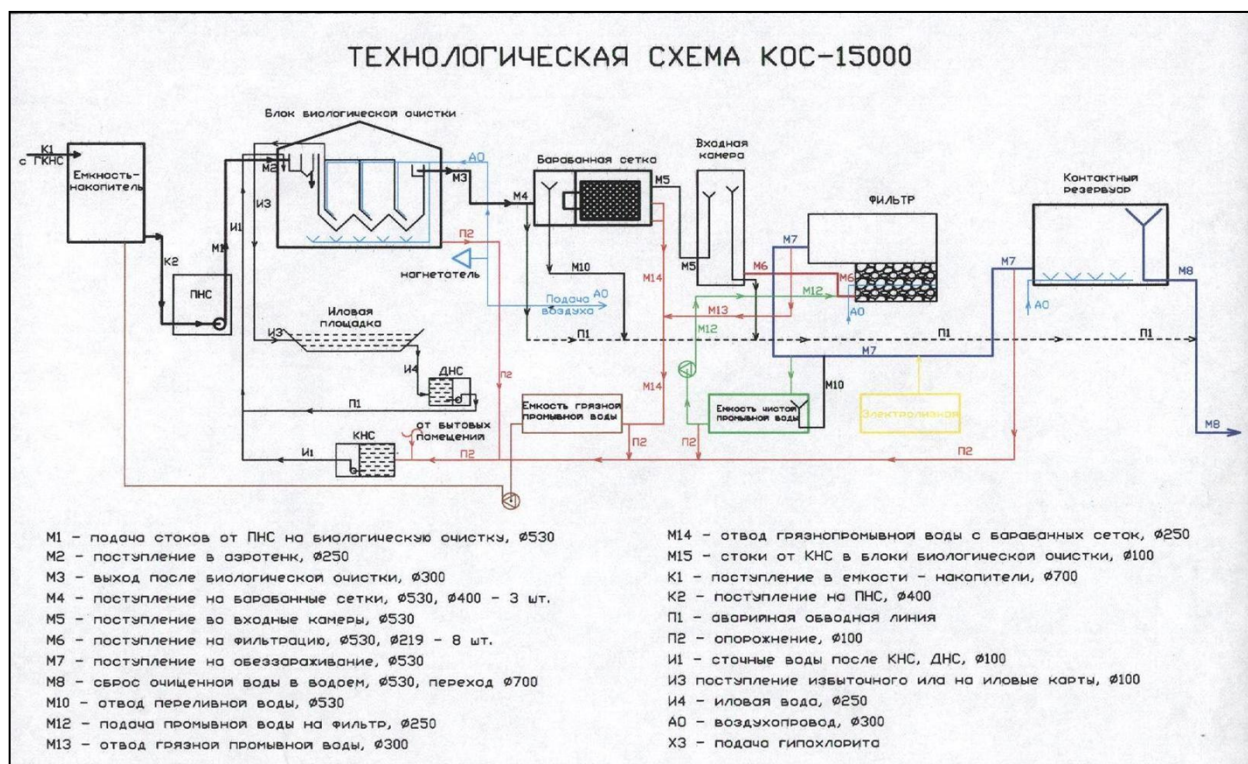 ТЕХНОЛОГИЧЕСКАЯ СХЕМА КОС-15000
Блок биологической очистки
К1
с ГКНС
Емкость-
накопитель
М2
А0
М3
Барабанная сетка
М5
Входная
камера
Контактный
резервуар
ФИЛЬТР
М4
И3
И1
М1
К2
ПНС
П2
нагнетатель
Подача
воздуха
А0
М10
М14
М5
М6
М7
М6
М12
А0
М13
М12
М7
А0
М8
Иловая
площадка
И3
И4
ДНС
П1
П1
П1
П1
М7
М10
П2
М14
Емкость грязной
промывной воды
Емкость чистой
промывной воды
Электролизная
от бытовых
помещений
КНС
И1
П2
П2
П2
П2
М8
М1 - подача стоков от ПНС на биологическую очистку, ø530
М2 - поступление в аэротенк, ø250
М3 - выход после биологической очистки, ø300
М4 - поступление на барабанные сетки, ø530, ø400 - 3 шт.
М5 - поступление во входные камеры, ø530
М6 - поступление на фильтрацию, ø530, ø219 - 8 шт.
М7 - поступление на обеззараживание, ø530
М8 - сброс очищенной воды в водоем, ø530, переход ø700
М10 - отвод переливной воды, ø530
М12 - подача промывной воды на фильтр, ø250
М13 - отвод грязной промывной воды, ø300
М14 - отвод грязнопромывной воды с барабанных сеток, ø250
М15 - стоки от КНС в блоки биологической очистки, ø100
К1 - поступление в емкости - накопители, ø700
К2 - поступление на ПНС, ø400
П1 - аварийная обводная линия
П2 - опорожнение, ø100
И1 - сточные воды после КНС, ДНС, ø100
И3 поступление избыточного ила на иловые карты, ø100
И4 - иловая вода, ø250
А0 - воздухопровод, ø300
Х3 - подача гипохлорита